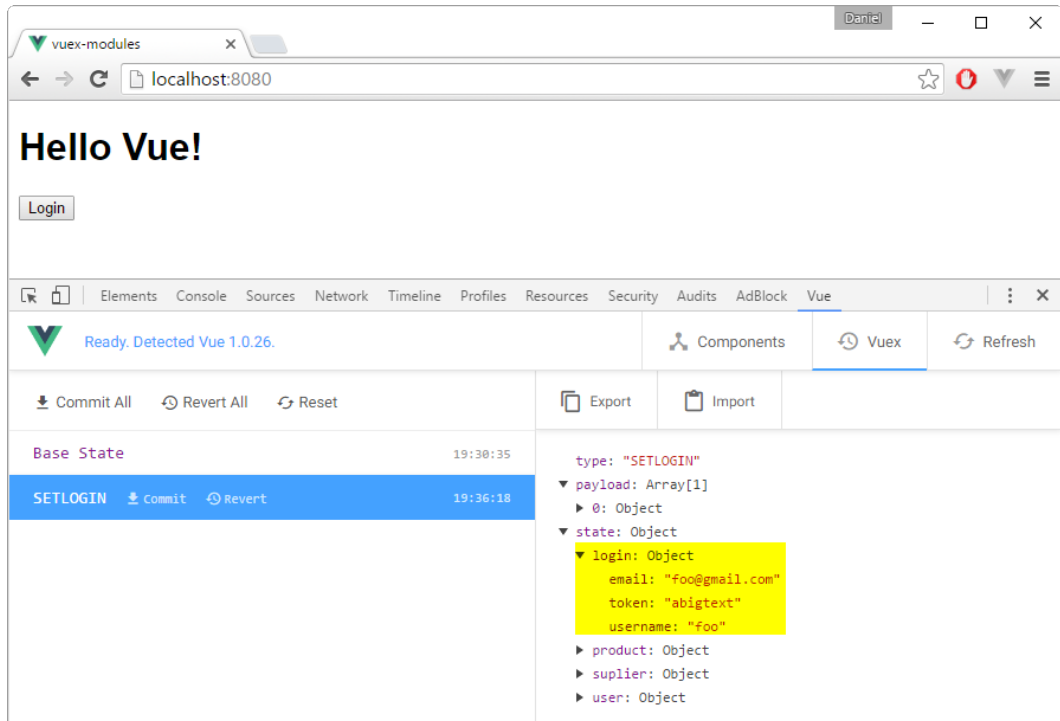 Daniel
vuex-modules
localhost:8080
Hello Vue!
Login
Elements Console Sources Network Timeline Profiles Resources Security Audits AdBlock Vue
Ready. Detected Vue 1.0.26.
Components Vuex Refresh
Commit All Revert All Reset
Export Import
Base State 19:30:35
SETLOGIN Commit Revert 19:36:18
type: "SETLOGIN"
payload: Array[1]
0: Object
state: Object
login: Object
email: "foo@gmail.com"
token: "abigtext"
username: "foo"
product: Object
suplier: Object
user: Object